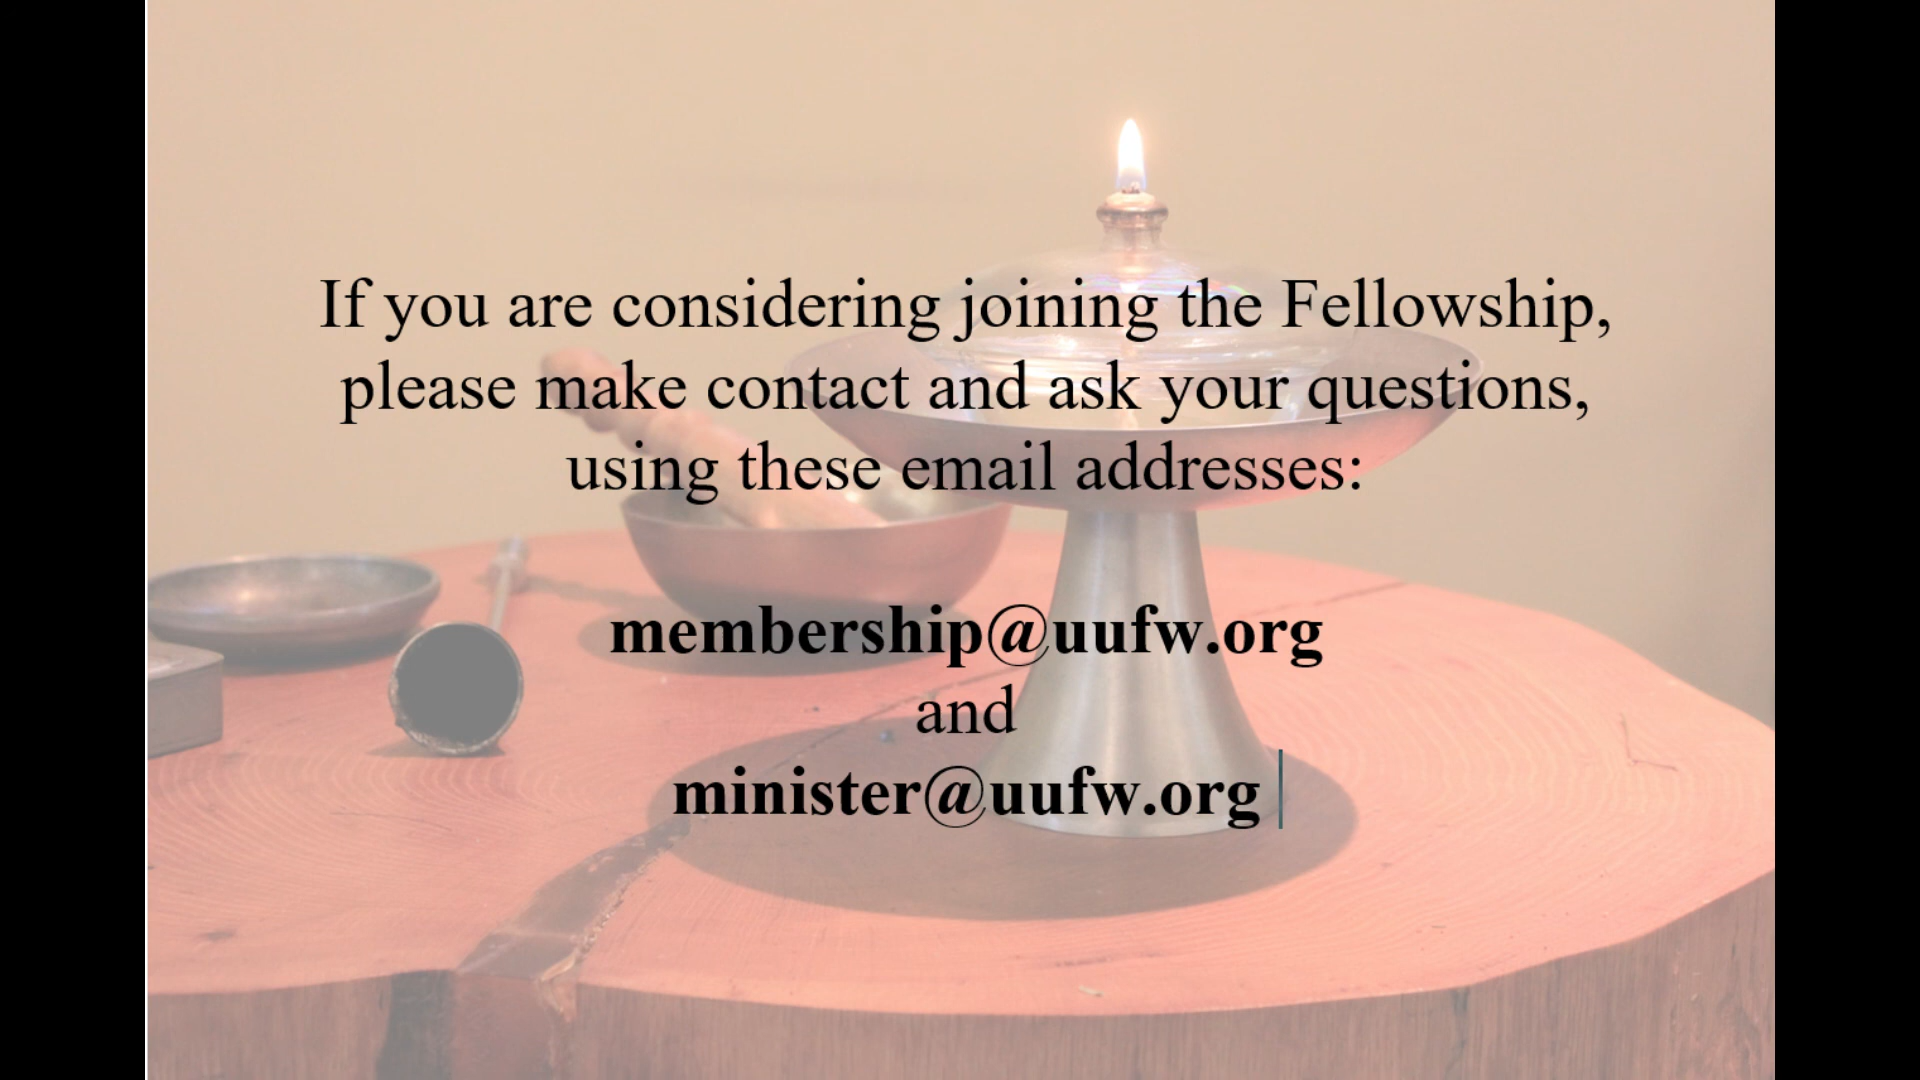 If you are considering joining the Fellowship,
please make contact and ask your questions,
using these email addresses:
membership@uufw.org
and
minister@uufw.org